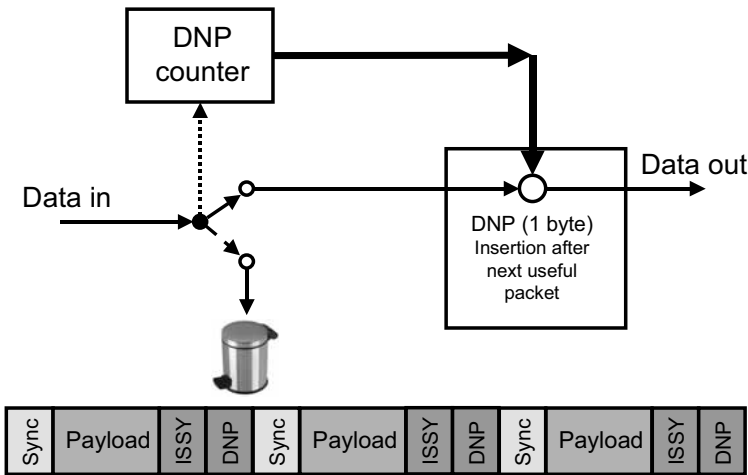 DNP
counter
Data in
Data out
DNP (1 byte)
Insertion after
next useful
packet
Sync Payload ISSY DNP Sync Payload ISSY DNP Sync Payload ISSY DNP